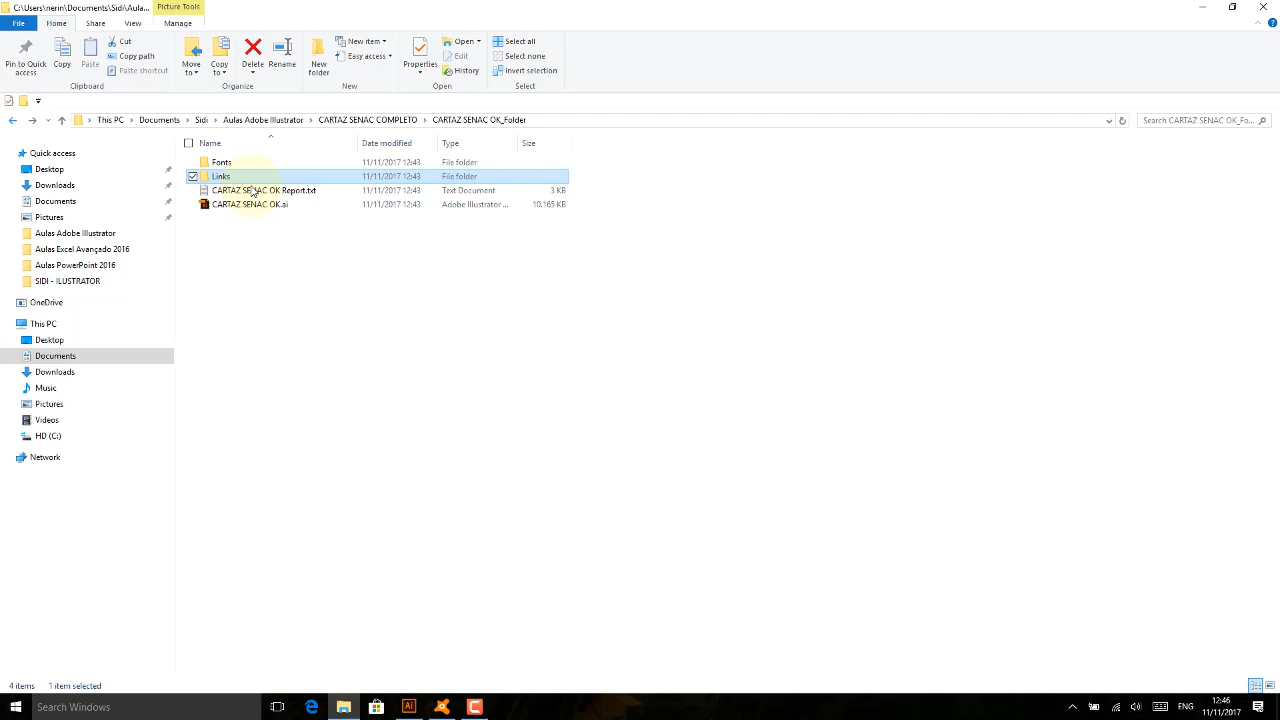 C:\Users\nerin\Documents\Sidi\Aula...
Picture Tools
File
Home
Share
View
Manage
Pin to Quick access
Copy
Paste
Cut
Copy path
Paste shortcut
Clipboard
Move to
Copy to
Delete
Rename
Organize
New folder
New item
Easy access
New
Properties
Open
Edit
History
Open
Select all
Select none
Invert selection
Select
This PC
Documents
Sidi
Aulas Adobe Illustrator
CARTAZ SENAC COMPLETO
CARTAZ SENAC OK_Folder
Search CARTAZ SENAC OK_Fo...
Name
Date modified
Type
Size
Fonts 11/11/2017 12:43 File folder
Links 11/11/2017 12:43 File folder
CARTAZ SENAC OK Report.txt 11/11/2017 12:43 Text Document 3 KB
CARTAZ SENAC OK.ai 11/11/2017 12:43 Adobe Illustrator ... 10.165 KB
Quick access
Desktop
Downloads
Documents
Pictures
Aulas Adobe Illustrator
Aulas Excel Avançado 2016
Aulas PowerPoint 2016
SIDI - ILUSTRATOR
OneDrive
This PC
Desktop
Documents
Downloads
Music
Pictures
Videos
HD (C:)
Network
4 items
1 item selected
Search Windows
Ai
ENG
12:46
11/11/2017